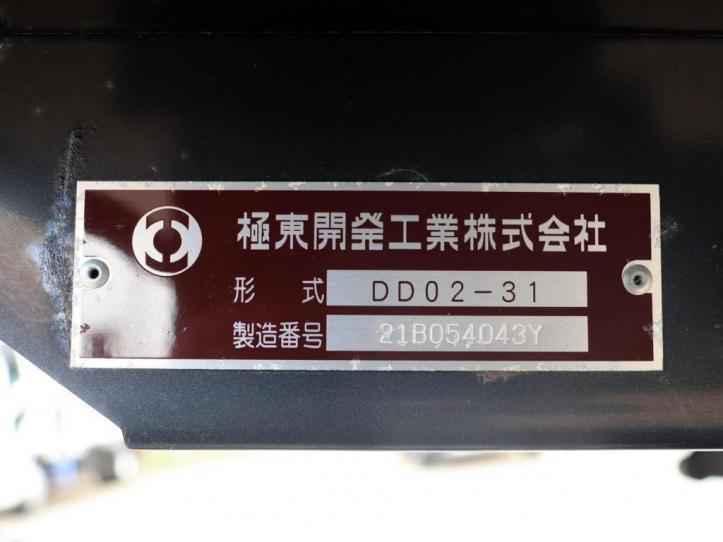 極東開発工業株式会社
形 式 DD02-31
製造番号 21B054043Y